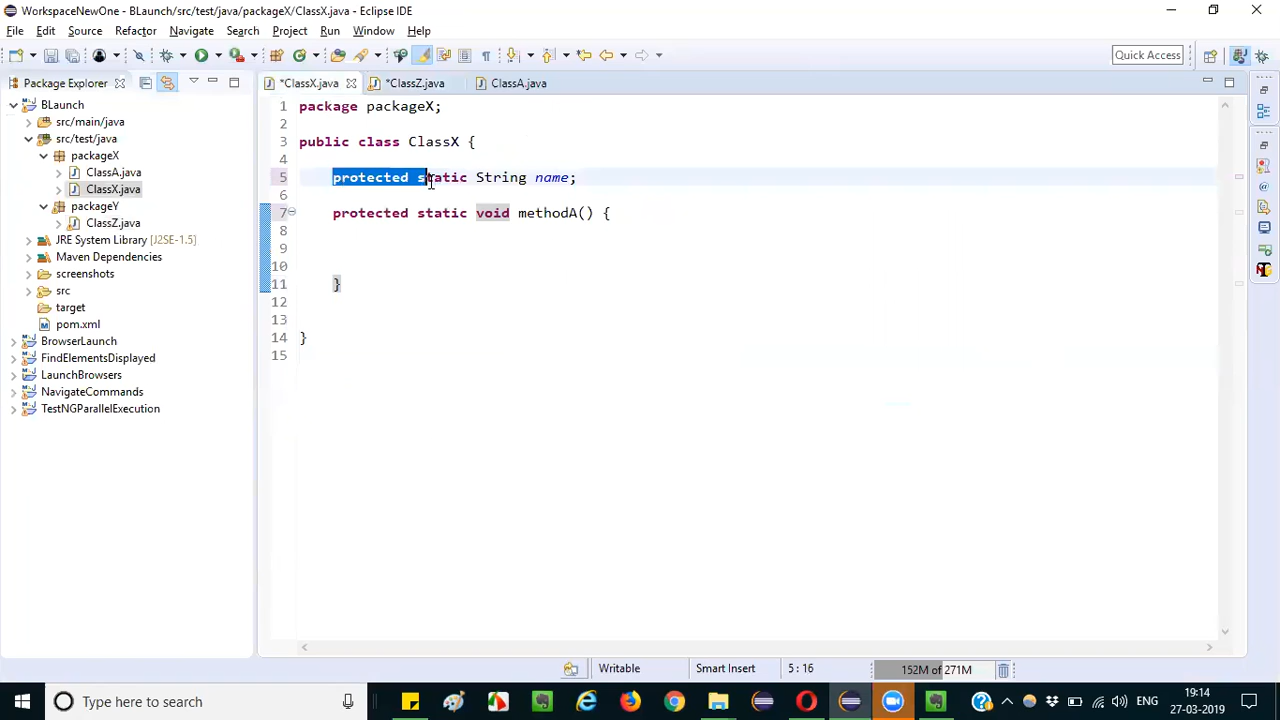 WorkspaceNewOne - BLaunch/src/test/java/packageX/ClassX.java - Eclipse IDE
File Edit Source Refactor Navigate Search Project Run Window Help
Quick Access
Package Explorer
*ClassX.java *ClassZ.java ClassA.java
BLaunch
src/main/java
src/test/java
packageX
ClassA.java
ClassX.java
packageY
ClassZ.java
JRE System Library [J2SE-1.5]
Maven Dependencies
screenshots
src
target
pom.xml
BrowserLaunch
FindElementsDisplayed
LaunchBrowsers
NavigateCommands
TestNGParallelExecution
1 package packageX;
2
3 public class ClassX {
4
5 protected static String name;
6
7 protected static void methodA() {
8
9
10
11 }
12
13
14 }
15
Writable Smart Insert 5 : 16 152M of 271M
Type here to search
ENG
19:14
27-03-2019